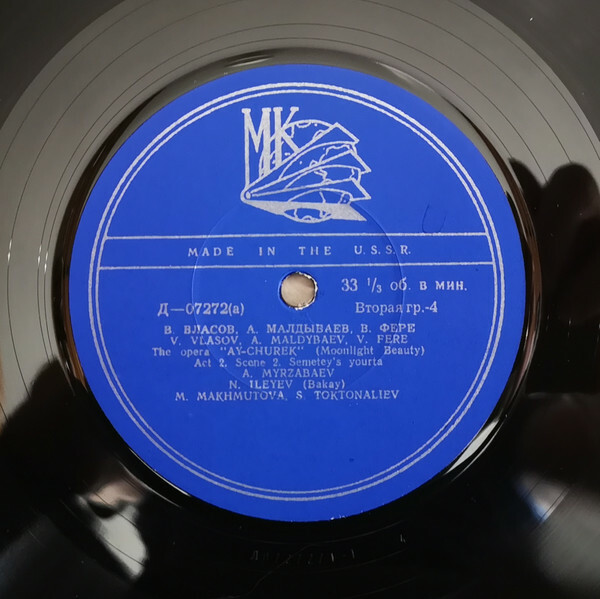 МК
MADE IN THE U.S.S.R.
33 1/3 об. в мин.
Д—07272(а) Вторая гр.-4
В. ВЛАСОВ, А. МАЛДЫБАЕВ, В. ФЕРЕ
V. VLASOV, A. MALDYBAEV, V. FERE
The opera "AY-CHUREK" (Moonlight Beauty)
Act 2. Scene 2. Semetey's yourta
A. MYRZABAEV
N. ILEYEV (Bakay)
M. MAKHMUTOVA, S. TOKTONALIEV